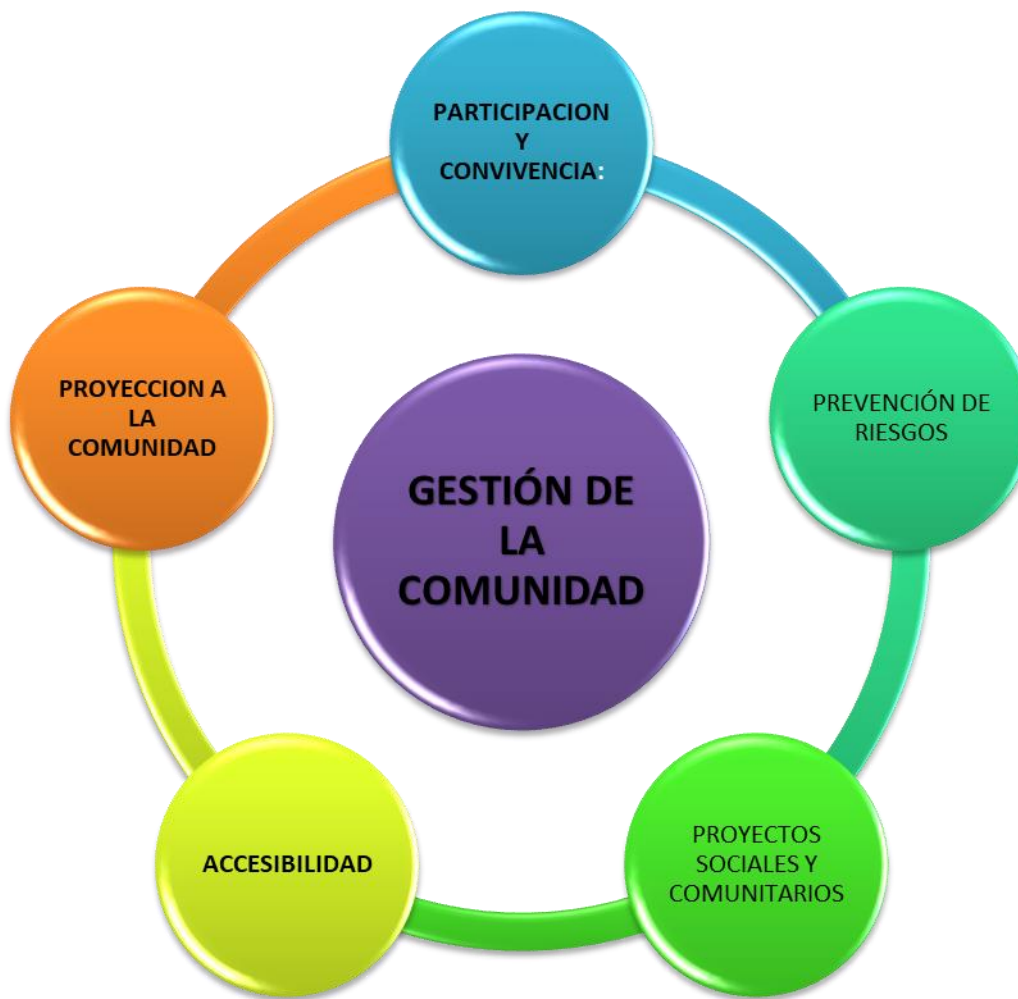 PARTICIPACION
Y
CONVIVENCIA:
PREVENCIÓN DE
RIESGOS
PROYECTOS
SOCIALES Y
COMUNITARIOS
ACCESIBILIDAD
PROYECCION A
LA
COMUNIDAD
GESTIÓN DE
LA
COMUNIDAD